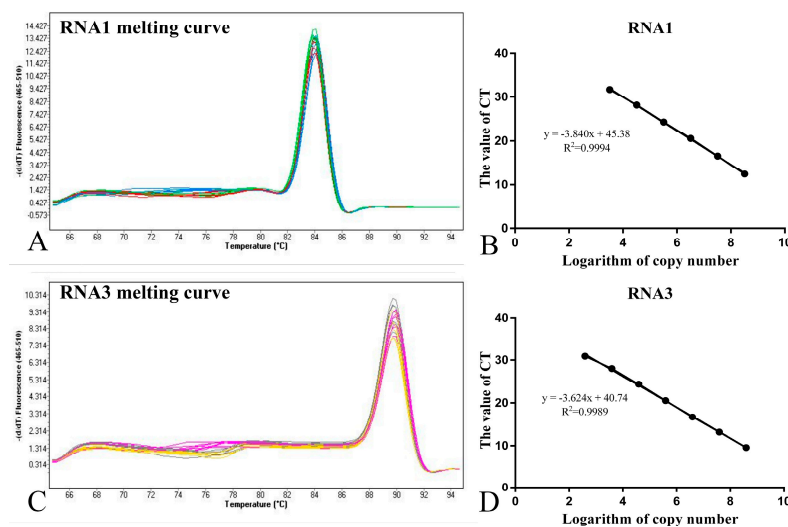 RNA1 melting curve
-(d/dT) Fluorescence (465-510)
14.427
13.427
12.427
11.427
10.427
9.427
8.427
7.427
6.427
5.427
4.427
3.427
2.427
1.427
0.427
-0.573
66 68 70 72 74 76 78 80 82 84 86 88 90 92 94
Temperature (°C)
A
RNA1
The value of CT
40
30
20
10
0
y = -3.840x + 45.38
R²=0.9994
0 2 4 6 8 10
Logarithm of copy number
B
RNA3 melting curve
-(d/dT) Fluorescence (465-510)
10.314
9.314
8.314
7.314
6.314
5.314
4.314
3.314
2.314
1.314
0.314
66 68 70 72 74 76 78 80 82 84 86 88 90 92 94
Temperature (°C)
C
RNA3
The value of CT
40
30
20
10
0
y = -3.624x + 40.74
R²=0.9989
0 2 4 6 8 10
Logarithm of copy number
D